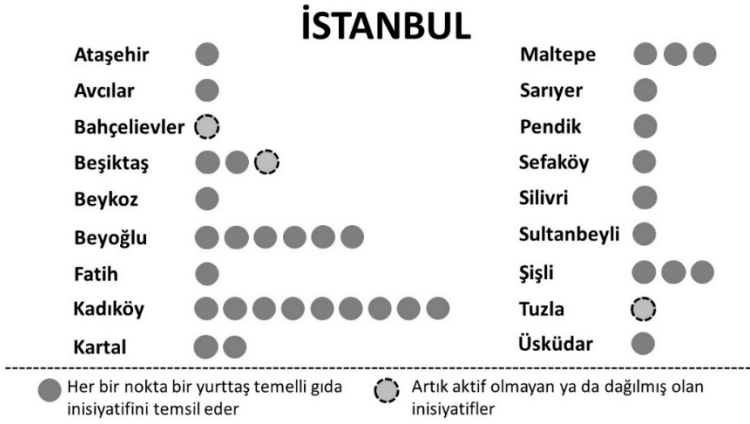 İSTANBUL
Ataşehir
Avcılar
Bahçelievler
Beşiktaş
Beykoz
Beyoğlu
Fatih
Kadıköy
Kartal
Maltepe
Sarıyer
Pendik
Sefaköy
Silivri
Sultanbeyli
Şişli
Tuzla
Üsküdar
Her bir nokta bir yurttaş temelli gıda
inisiyatifini temsil eder
Artık aktif olmayan ya da dağılmış olan
inisiyatifler